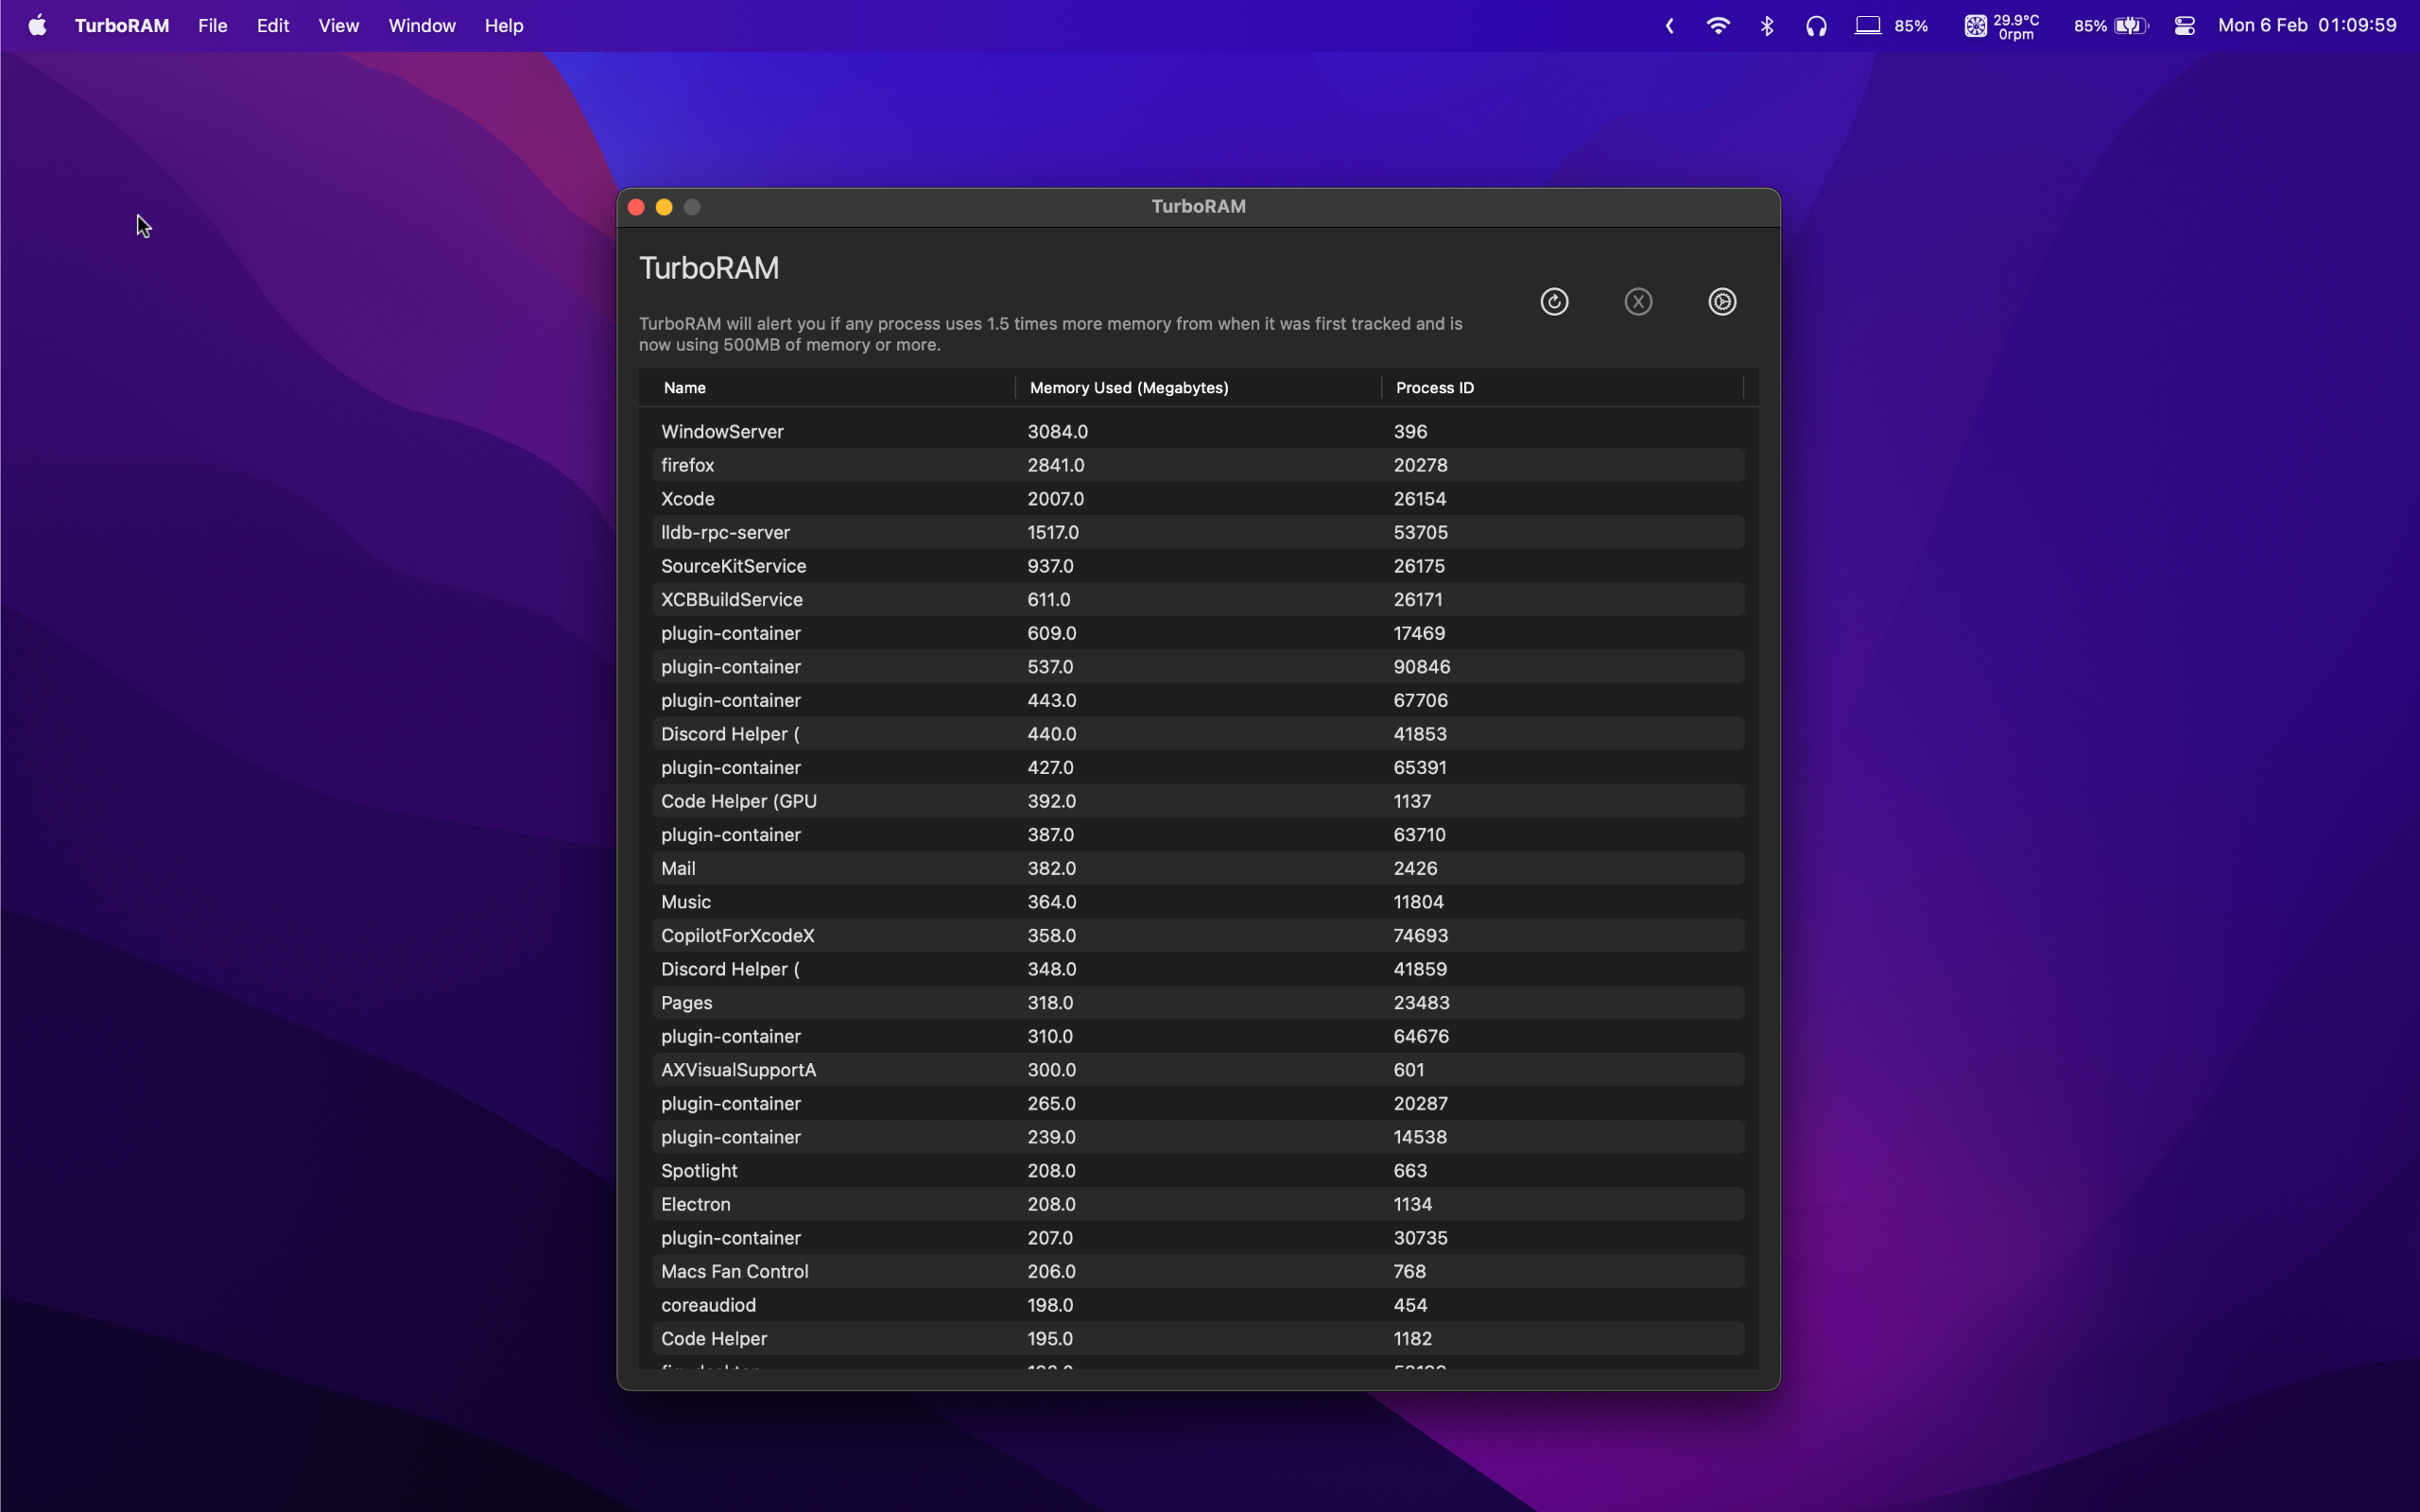 TurboRAM File Edit View Window Help 85% 29.9°C 85% Mon 6 Feb 01:09:59
0rpm
TurboRAM
TurboRAM
TurboRAM will alert you if any process uses 1.5 times more memory from when it was first tracked and is
now using 500MB of memory or more.
Name Memory Used (Megabytes) Process ID
WindowServer 3084.0 396
firefox 2841.0 20278
Xcode 2007.0 26154
lldb-rpc-server 1517.0 53705
SourceKitService 937.0 26175
XCBBuildService 611.0 26171
plugin-container 609.0 17469
plugin-container 537.0 90846
plugin-container 443.0 67706
Discord Helper ( 440.0 41853
plugin-container 427.0 65391
Code Helper (GPU 392.0 1137
plugin-container 387.0 63710
Mail 382.0 2426
Music 364.0 11804
CopilotForXcodeX 358.0 74693
Discord Helper ( 348.0 41859
Pages 318.0 23483
plugin-container 310.0 64676
AXVisualSupportA 300.0 601
plugin-container 265.0 20287
plugin-container 239.0 14538
Spotlight 208.0 663
Electron 208.0 1134
plugin-container 207.0 30735
Macs Fan Control 206.0 768
coreaudiod 198.0 454
Code Helper 195.0 1182